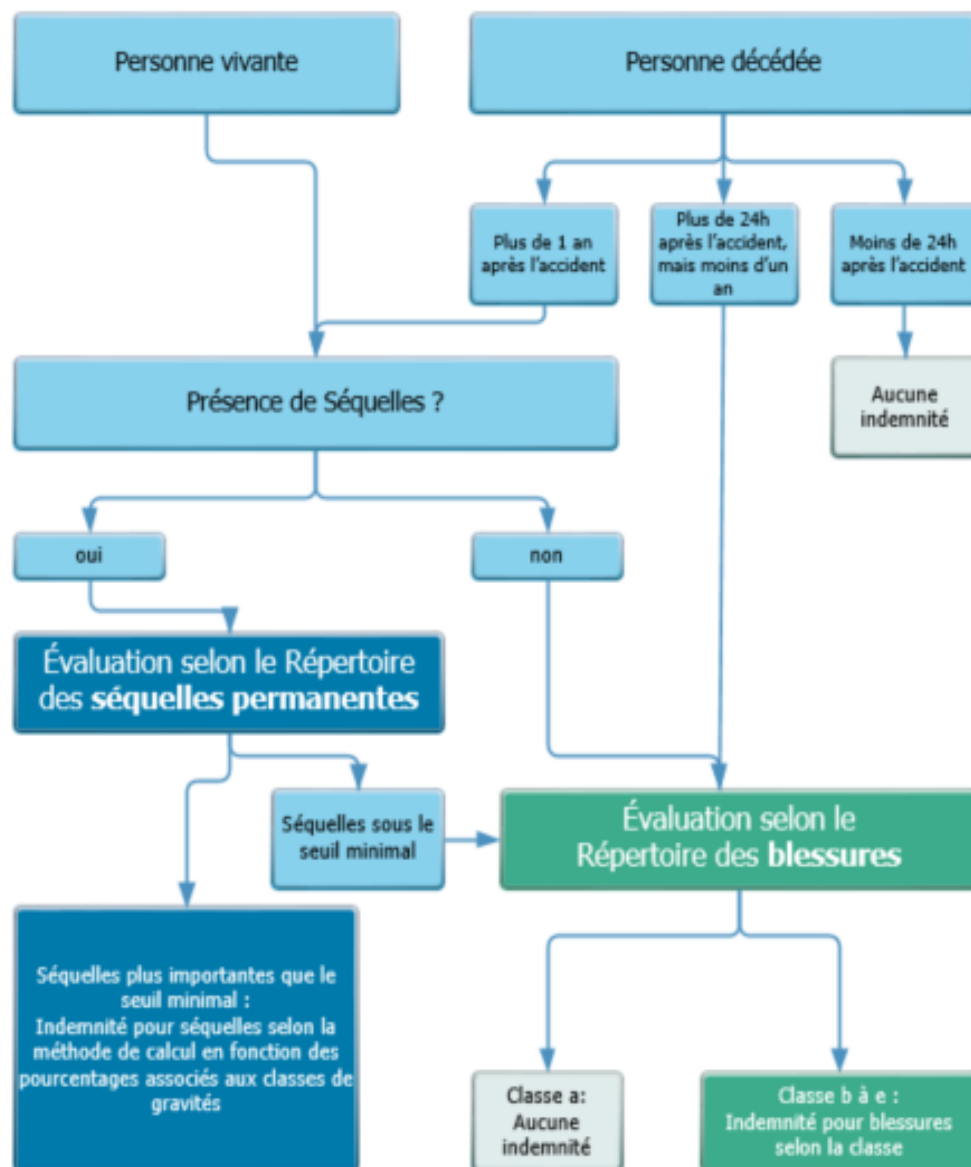 Personne vivante
Personne décédée
Plus de 1 an
après l'accident
Plus de 24h
après l'accident,
mais moins d'un
an
Moins de 24h
après l'accident
Aucune
indemnité
Présence de Séquelles ?
oui
non
Évaluation selon le Répertoire
des séquelles permanentes
Séquelles sous le
seuil minimal
Évaluation selon le
Répertoire des blessures
Séquelles plus importantes que le
seuil minimal :
Indemnité pour séquelles selon la
méthode de calcul en fonction des
pourcentages associés aux classes de
gravités
Classe a:
Aucune
indemnité
Classe b à e :
Indemnité pour blessures
selon la classe